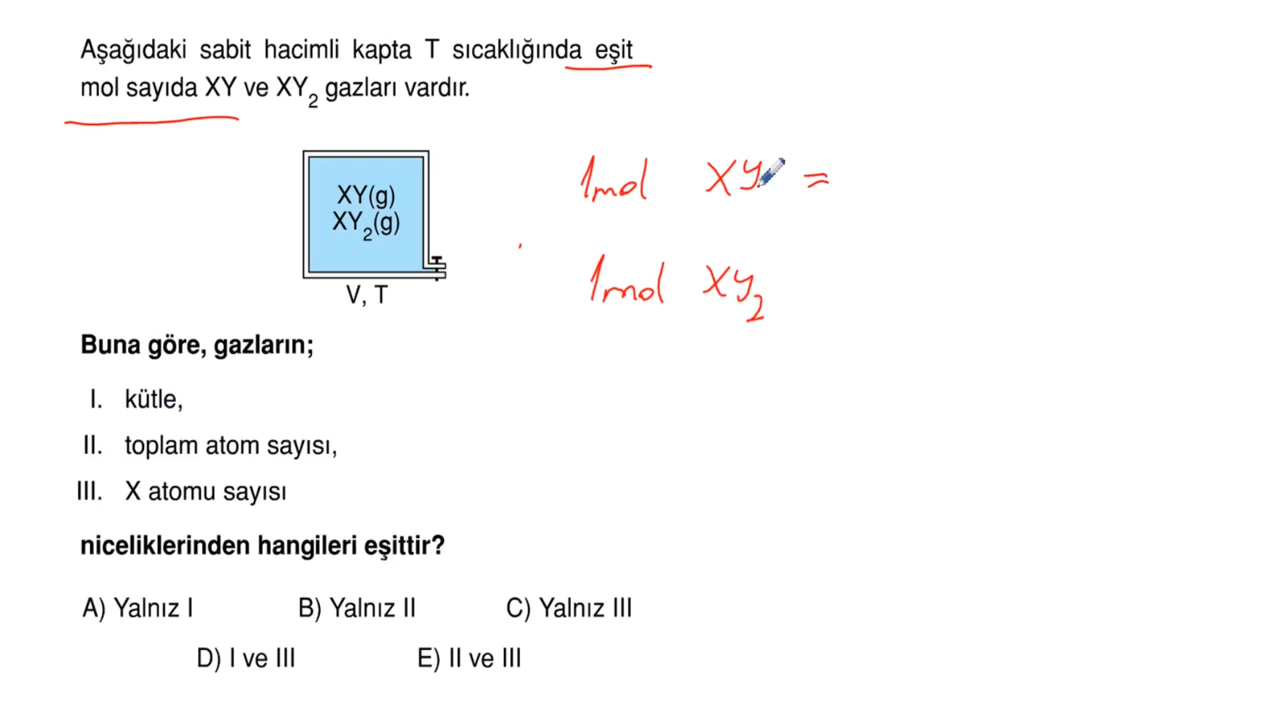 Aşağıdaki sabit hacimli kapta T sıcaklığında eşit
mol sayıda XY ve XY₂ gazları vardır.
XY(g)
XY₂(g)
V, T
1mol XY =
1mol XY₂
Buna göre, gazların;
I. kütle,
II. toplam atom sayısı,
III. X atomu sayısı
niceliklerinden hangileri eşittir?
A) Yalnız I B) Yalnız II C) Yalnız III
D) I ve III E) II ve III